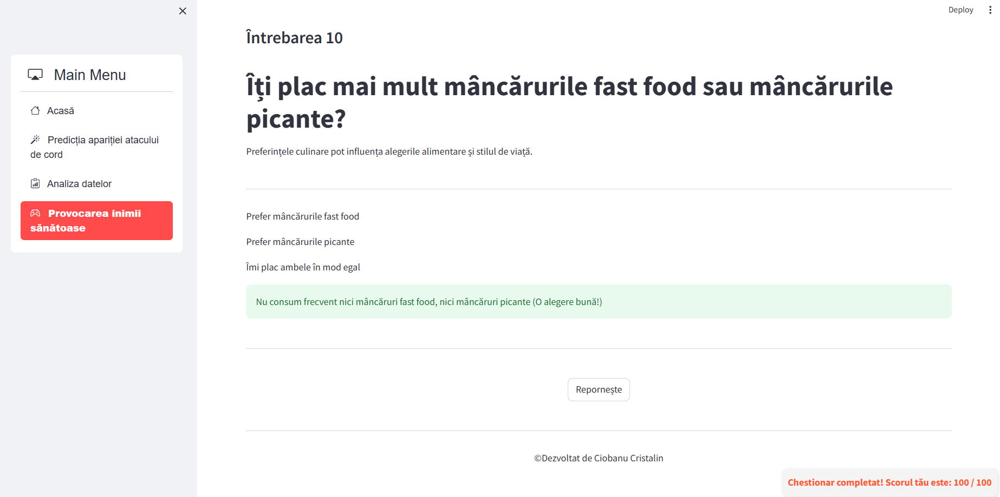 Deploy
Main Menu
Acasă
Predicția apariției atacului
de cord
Analiza datelor
Provocarea inimii
sănătoase
Întrebarea 10
Îți plac mai mult mâncărurile fast food sau mâncărurile
picante?
Preferințele culinare pot influența alegerile alimentare și stilul de viață.
Prefer mâncărurile fast food
Prefer mâncărurile picante
Îmi plac ambele în mod egal
Nu consum frecvent nici mâncăruri fast food, nici mâncăruri picante (O alegere bună!)
Repornește
©Dezvoltat de Ciobanu Cristalin
Chestionar completat! Scorul tău este: 100 / 100